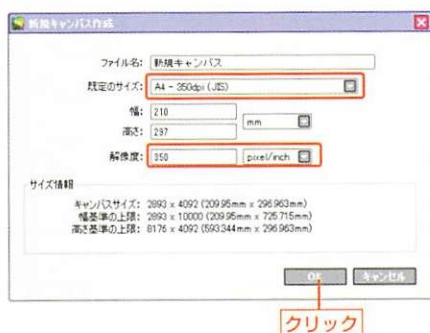 新規キャンバス作成
ファイル名: 新規キャンバス
既定のサイズ: A4 - 350dpi (JIS)
幅: 210
mm
高さ: 297
解像度: 350 pixel/inch
サイズ情報
キャンバスサイズ: 2893 x 4092 (209.95mm x 296.963mm)
幅基準の上限: 2893 x 10000 (209.95mm x 725.715mm)
高さ基準の上限: 8176 x 4092 (593.344mm x 296.963mm)
OK キャンセル
クリック